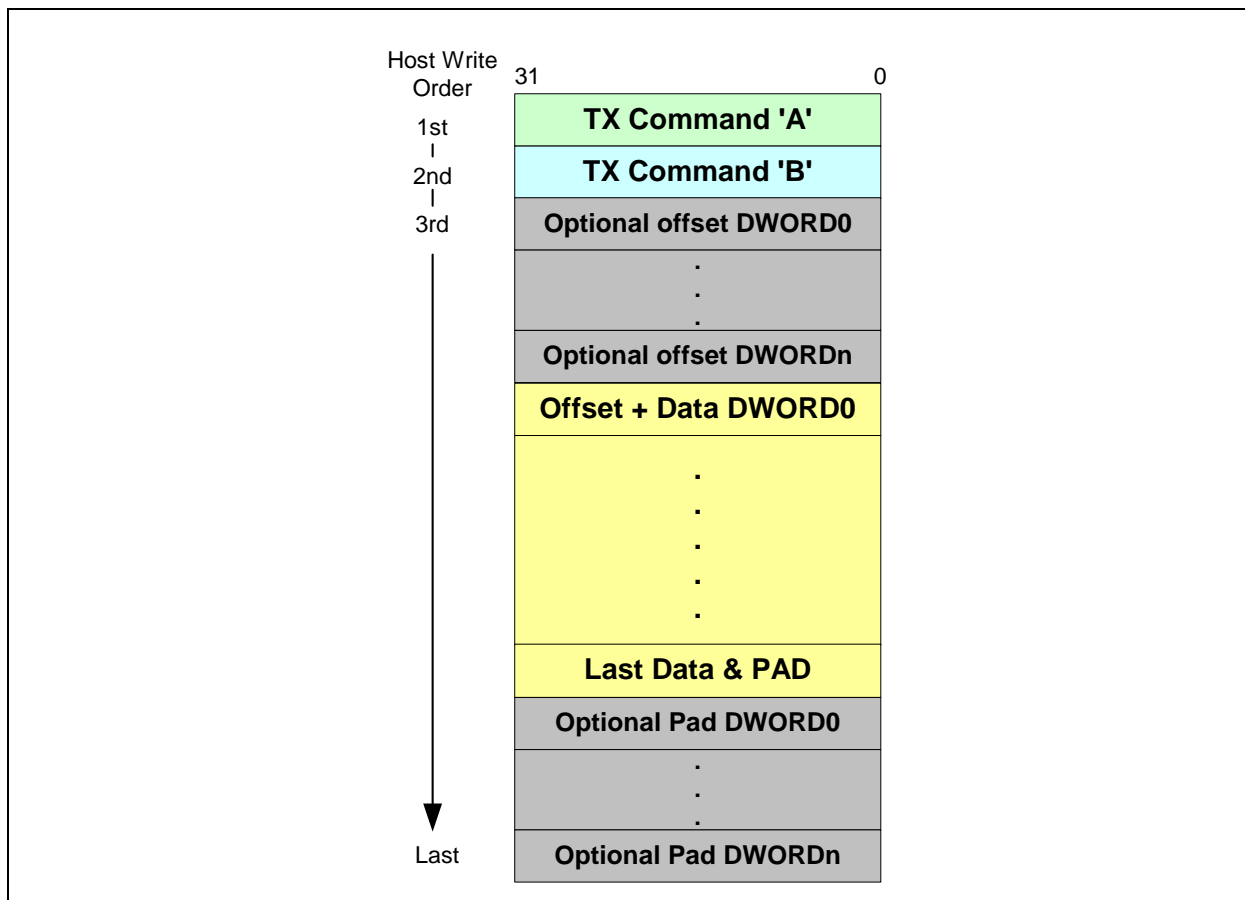 Host Write
Order
31
0
1st
TX Command 'A'
2nd
TX Command 'B'
3rd
Optional offset DWORD0
.
.
.
Optional offset DWORDn
Offset + Data DWORD0
.
.
.
.
.
Last Data & PAD
Optional Pad DWORD0
.
.
.
Last
Optional Pad DWORDn